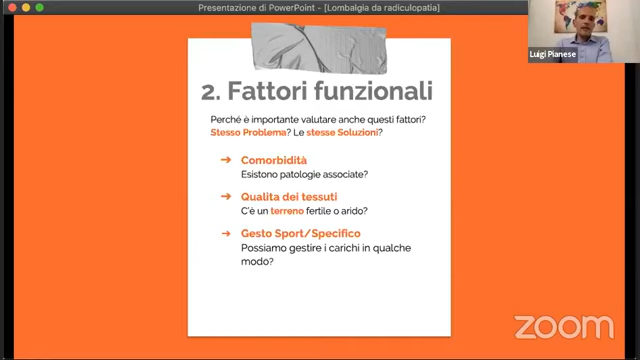 Presentazione di PowerPoint - [Lombalgia da radiculopatia]
Luigi Pianese
2. Fattori funzionali
Perché è importante valutare anche questi fattori?
Stesso Problema? Le stesse Soluzioni?
➔ Comorbidità
Esistono patologie associate?
➔ Qualita dei tessuti
C'è un terreno fertile o arido?
➔ Gesto Sport/Specifico
Possiamo gestire i carichi in qualche
modo?
zoom